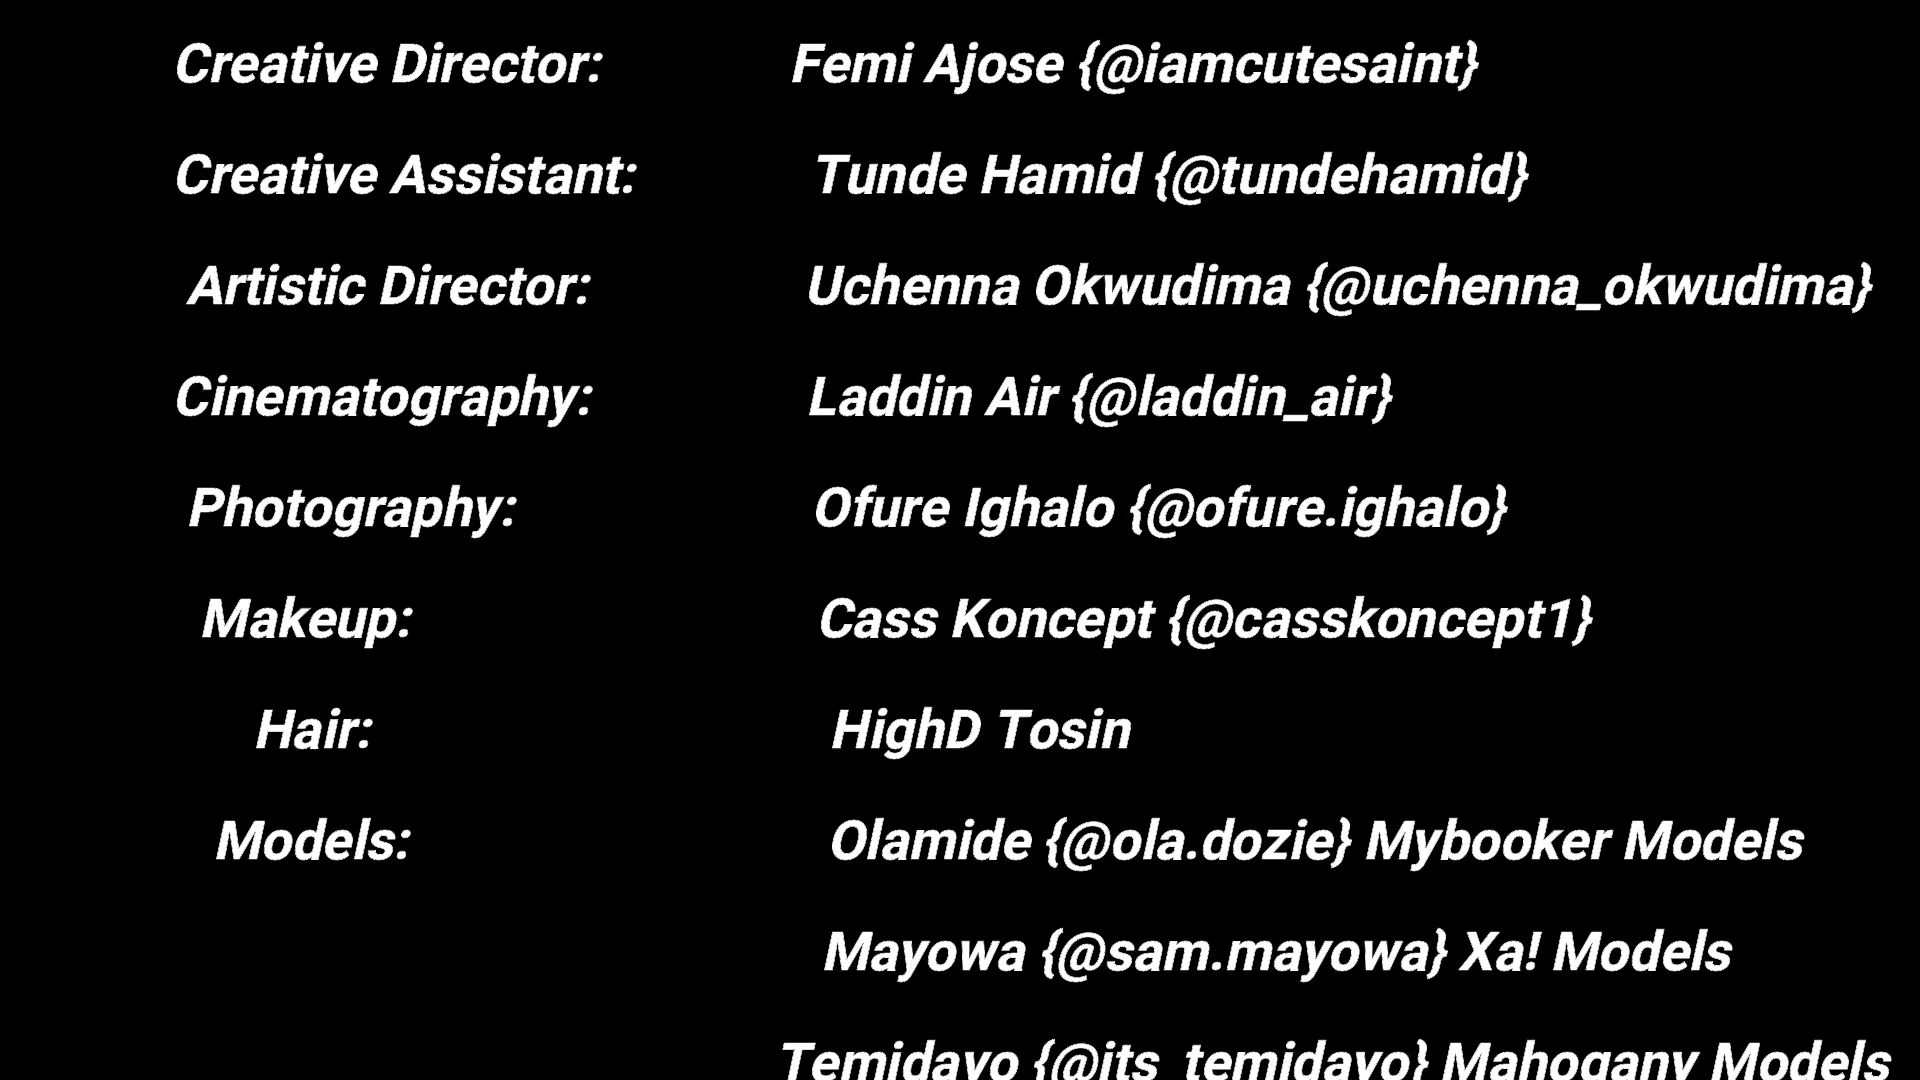 Creative Director: Femi Ajose {@iamcutesaint}
Creative Assistant: Tunde Hamid {@tundehamid}
Artistic Director: Uchenna Okwudima {@uchenna_okwudima}
Cinematography: Laddin Air {@laddin_air}
Photography: Ofure Ighalo {@ofure.ighalo}
Makeup: Cass Koncept {@casskoncept1}
Hair: HighD Tosin
Models: Olamide {@ola.dozie} Mybooker Models
Mayowa {@sam.mayowa} Xa! Models
Temidayo {@its_temidayo} Mahogany Models